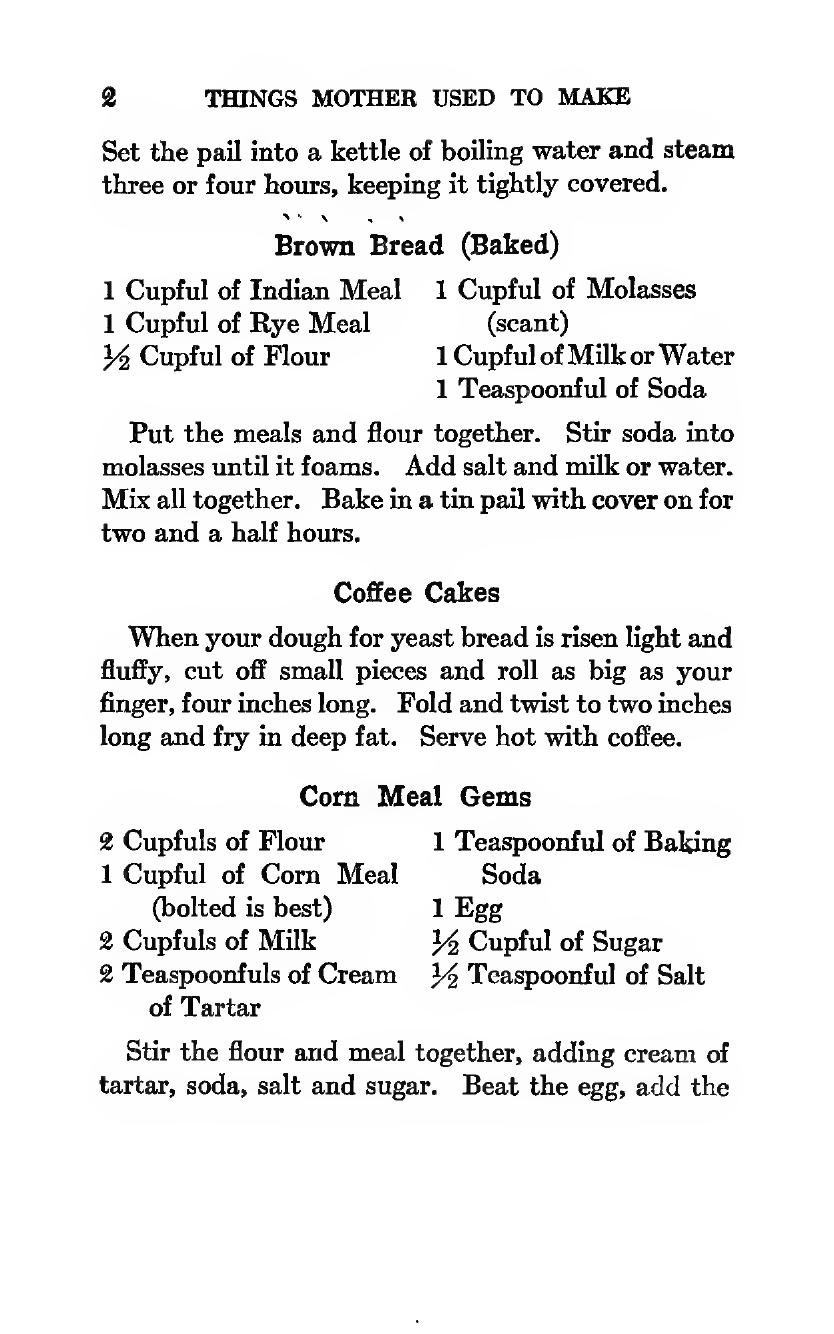 2 THINGS MOTHER USED TO MAKE
Set the pail into a kettle of boiling water and steam
three or four hours, keeping it tightly covered.
Brown Bread (Baked)
1 Cupful of Indian Meal
1 Cupful of Rye Meal
½ Cupful of Flour
1 Cupful of Molasses
(scant)
1 Cupful of Milk or Water
1 Teaspoonful of Soda
Put the meals and flour together. Stir soda into
molasses until it foams. Add salt and milk or water.
Mix all together. Bake in a tin pail with cover on for
two and a half hours.
Coffee Cakes
When your dough for yeast bread is risen light and
fluffy, cut off small pieces and roll as big as your
finger, four inches long. Fold and twist to two inches
long and fry in deep fat. Serve hot with coffee.
Corn Meal Gems
2 Cupfuls of Flour
1 Cupful of Corn Meal
(bolted is best)
2 Cupfuls of Milk
2 Teaspoonfuls of Cream
of Tartar
1 Teaspoonful of Baking
Soda
1 Egg
½ Cupful of Sugar
½ Teaspoonful of Salt
Stir the flour and meal together, adding cream of
tartar, soda, salt and sugar. Beat the egg, add the